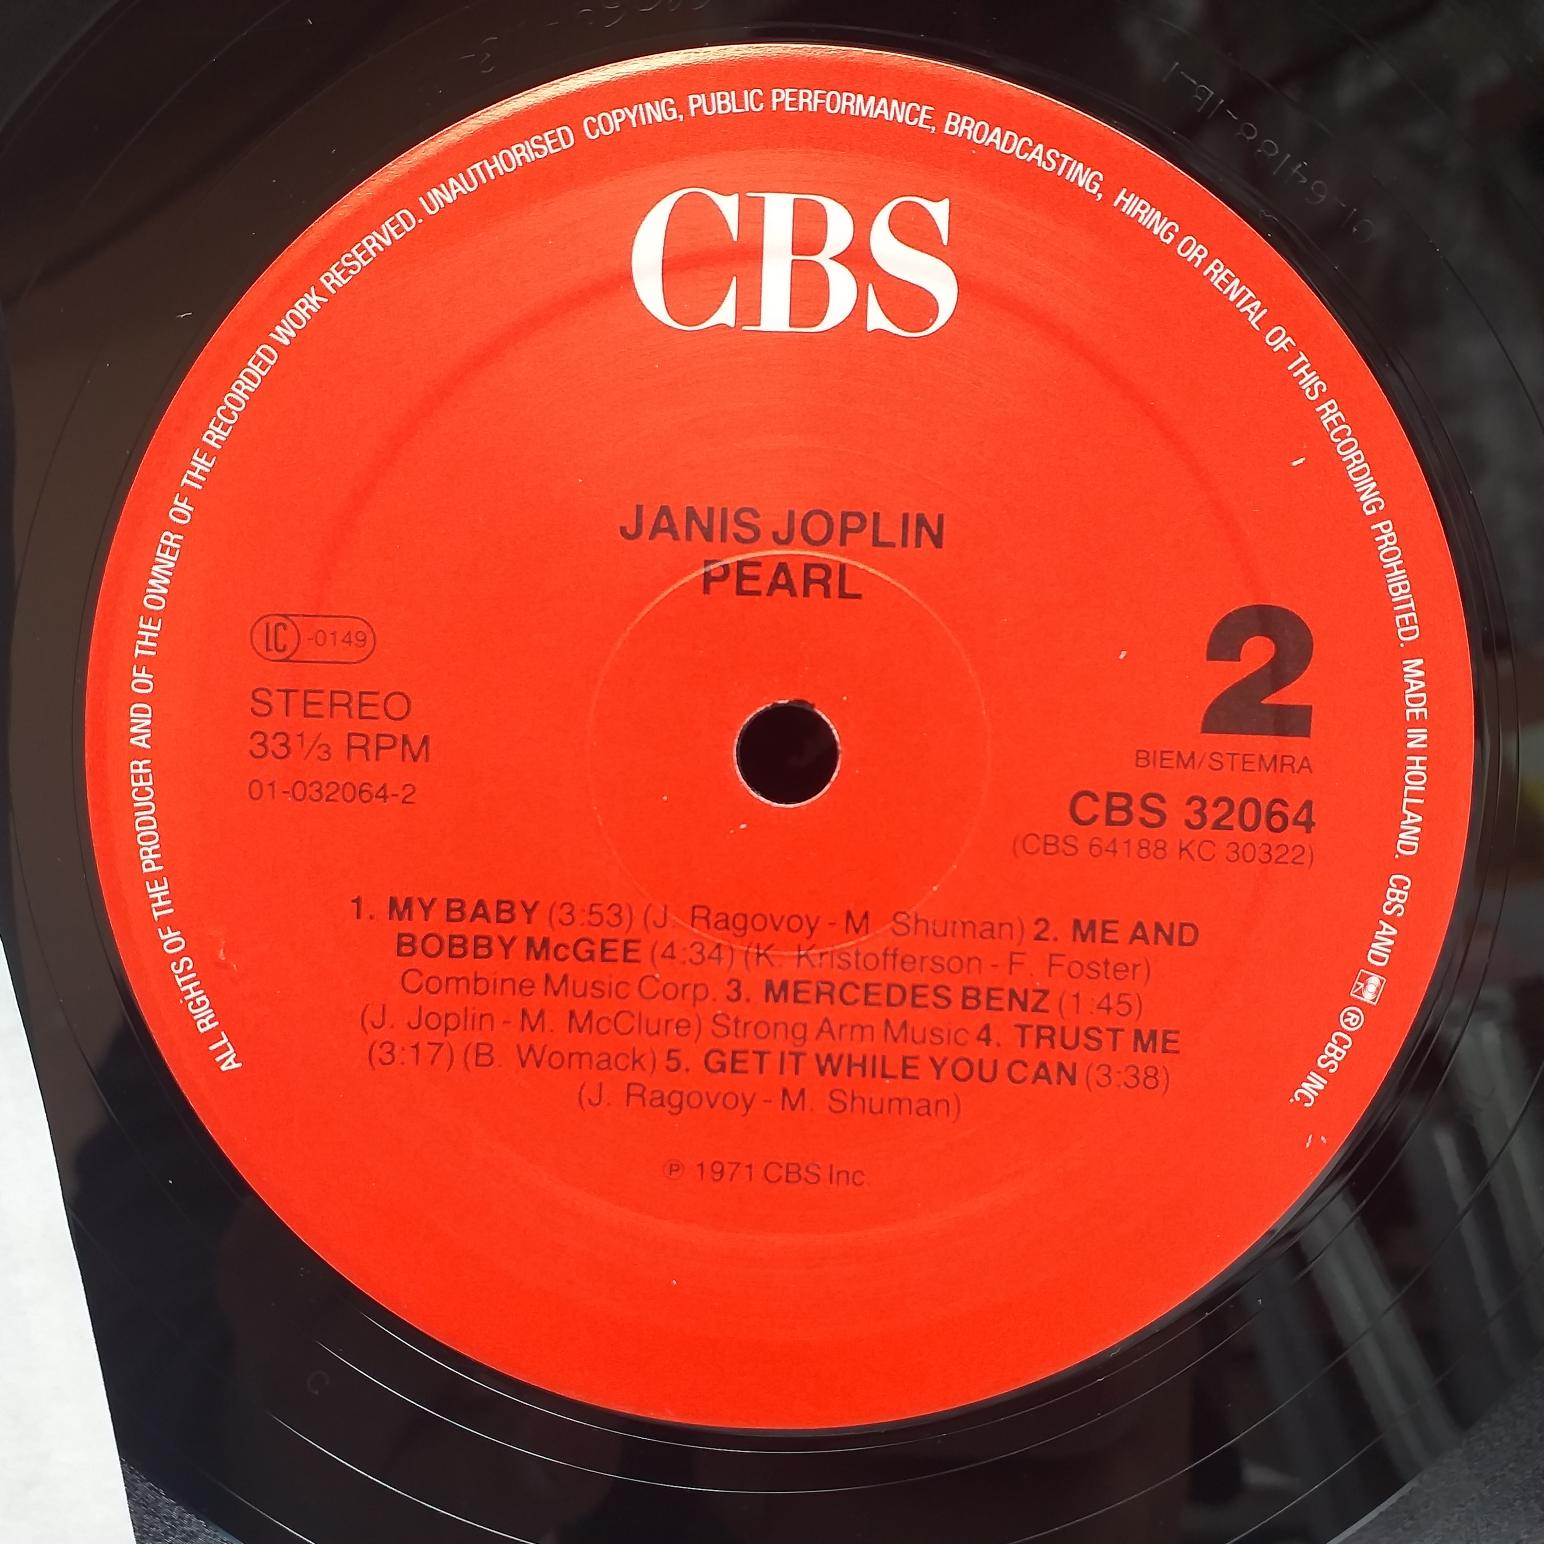 ALL RIGHTS OF THE PRODUCER AND OF THE OWNER OF THE RECORDED WORK RESERVED. UNAUTHORISED COPYING, PUBLIC PERFORMANCE, BROADCASTING, HIRING OR RENTAL OF THIS RECORDING PROHIBITED. MADE IN HOLLAND. CBS AND ® CBS INC.
CBS
JANIS JOPLIN
PEARL
LC -0149
STEREO
33⅓ RPM
01-032064-2
2
BIEM/STEMRA
CBS 32064
(CBS 64188 KC 30322)
1. MY BABY (3:53) (J. Ragovoy - M. Shuman) 2. ME AND
BOBBY McGEE (4:34) (K. Kristofferson - F. Foster)
Combine Music Corp. 3. MERCEDES BENZ (1:45)
(J. Joplin - M. McClure) Strong Arm Music 4. TRUST ME
(3:17) (B. Womack) 5. GET IT WHILE YOU CAN (3:38)
(J. Ragovoy - M. Shuman)
℗ 1971 CBS Inc.
01-64188-1B-1